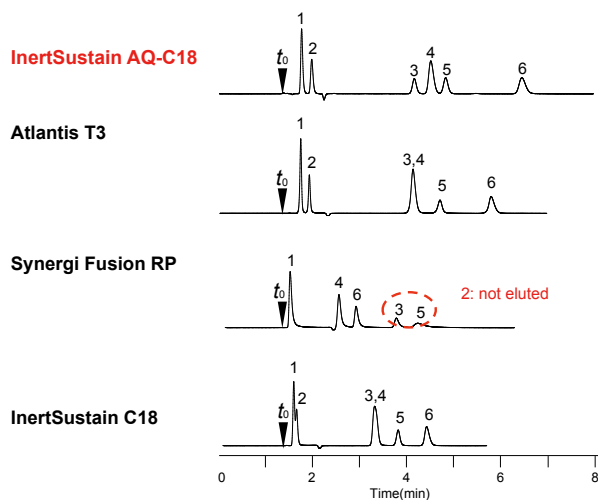 InertSustain AQ-C18
t0
1
2
3
4
5
6
Atlantis T3
t0
1
2
3,4
5
6
Synergi Fusion RP
t0
1
4
6
3
5
2: not eluted
InertSustain C18
t0
1
2
3,4
5
6
0 2 4 6 8
Time(min)